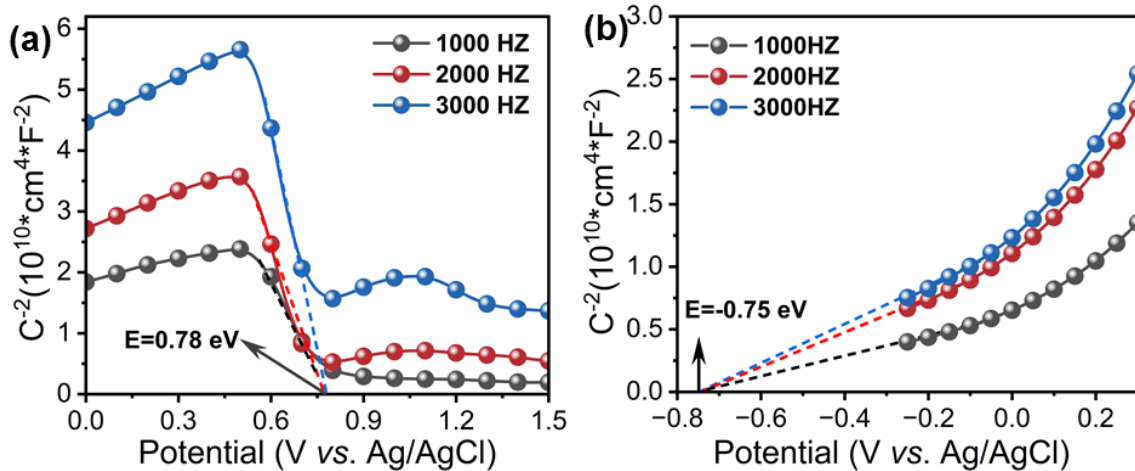 (a)
6
5
4
3
2
1
0
C⁻²(10¹⁰*cm⁴*F⁻²)
1000 HZ
2000 HZ
3000 HZ
E=0.78 eV
0.0 0.3 0.6 0.9 1.2 1.5
Potential (V vs. Ag/AgCl)
(b)
3.0
2.5
2.0
1.5
1.0
0.5
0.0
C⁻²(10¹⁰*cm⁴*F⁻²)
1000HZ
2000HZ
3000HZ
E=-0.75 eV
−0.8 −0.6 −0.4 −0.2 0.0 0.2
Potential (V vs. Ag/AgCl)